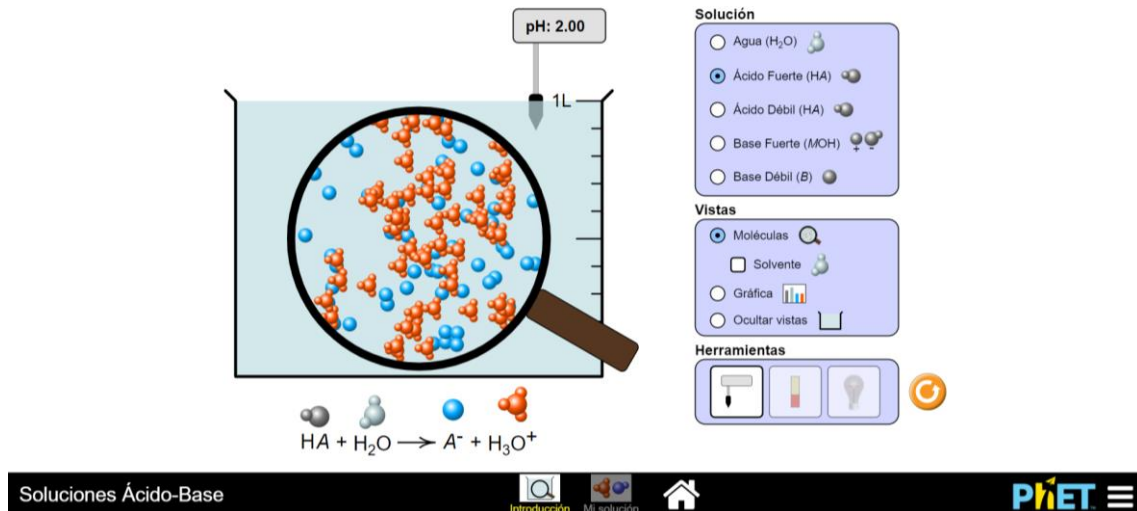 pH: 2.00
1L
HA + H₂O → A⁻ + H₃O⁺
Solución
Agua (H₂O)
Ácido Fuerte (HA)
Ácido Débil (HA)
Base Fuerte (MOH)
+ -
Base Débil (B)
Vistas
Moléculas
Solvente
Gráfica
Ocultar vistas
Herramientas
Soluciones Ácido-Base
Introducción
Mi solución
PhET